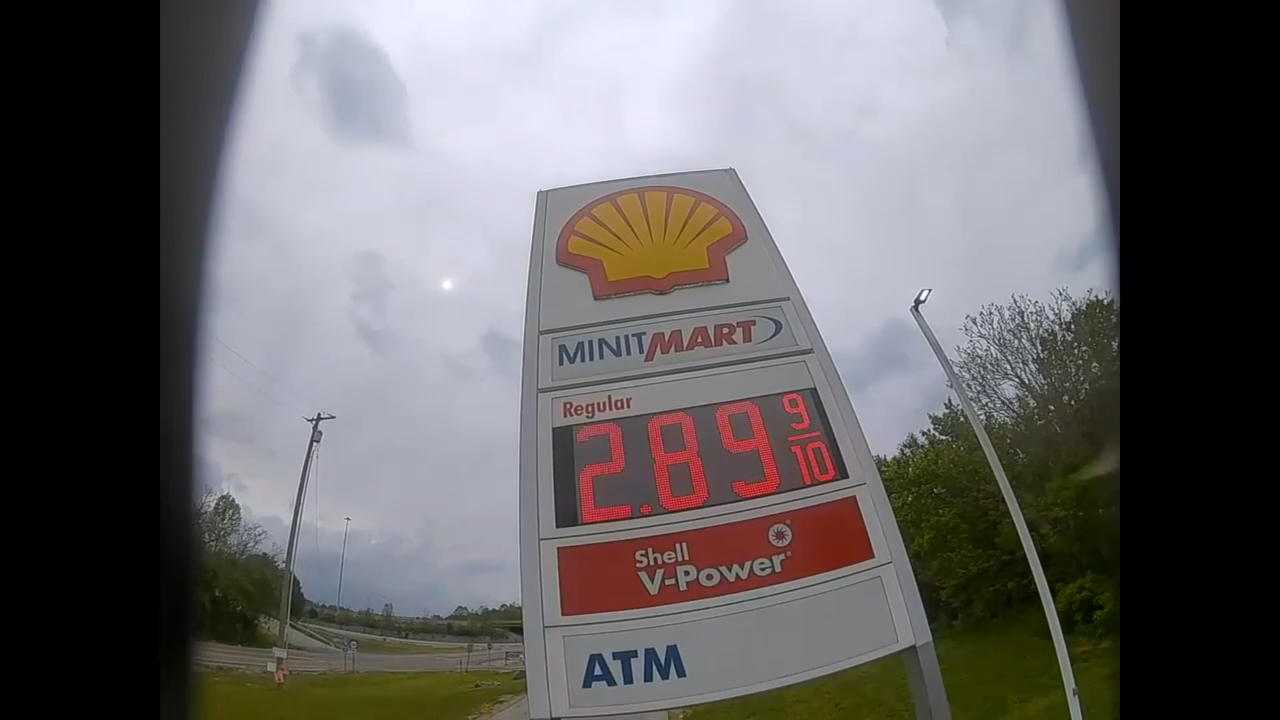 MINIT MART
Regular
2.89 9/10
Shell
V-Power
ATM